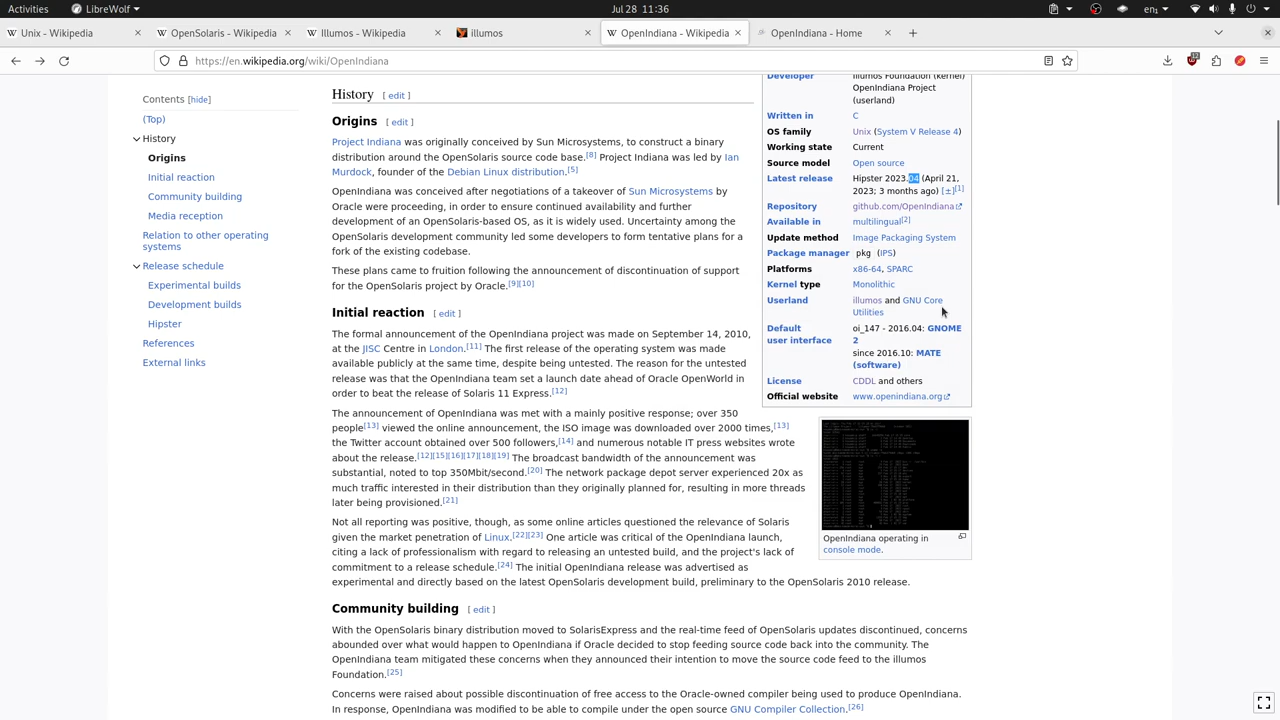 Activities
LibreWolf
Jul 28 11:36
Unix - Wikipedia
OpenSolaris - Wikipedia
Illumos - Wikipedia
illumos
OpenIndiana - Wikipedia
OpenIndiana - Home
https://en.wikipedia.org/wiki/OpenIndiana
Contents [hide]
(Top)
History
Origins
Initial reaction
Community building
Media reception
Relation to other operating
systems
Release schedule
Experimental builds
Development builds
Hipster
References
External links
History [ edit ]
Origins [ edit ]
Project Indiana was originally conceived by Sun Microsystems, to construct a binary
distribution around the OpenSolaris source code base.[8] Project Indiana was led by Ian
Murdock, founder of the Debian Linux distribution.[5]
OpenIndiana was conceived after negotiations of a takeover of Sun Microsystems by
Oracle were proceeding, in order to ensure continued availability and further
development of an OpenSolaris-based OS, as it is widely used. Uncertainty among the
OpenSolaris development community led some developers to form tentative plans for a
fork of the existing codebase.
These plans came to fruition following the announcement of discontinuation of support
for the OpenSolaris project by Oracle.[9][10]
Initial reaction [ edit ]
The formal announcement of the OpenIndiana project was made on September 14, 2010,
at the JISC Centre in London.[11] The first release of the operating system was made
available publicly at the same time, despite being untested. The reason for the untested
release was that the OpenIndiana team set a launch date ahead of Oracle OpenWorld in
order to beat the release of Solaris 11 Express.[12]
The announcement of OpenIndiana was met with a mainly positive response; over 350
people[13] viewed the online announcement, the ISO image was downloaded over 2000 times,[13]
the Twitter account obtained over 500 followers,[14] and numerous notable IT press websites wrote
about the release.[12][15][16][17][18][19] The broadcast bandwidth of the announcement was
substantial, noted to top 350Mbit/second.[20] The network package depot server experienced 20x as
much traffic interested in their distribution than they originally planned for, resulting in more threads
later being provisioned.[21]
Not all reporting was positive though, as some online articles questioned the relevance of Solaris
given the market penetration of Linux.[22][23] One article was critical of the OpenIndiana launch,
citing a lack of professionalism with regard to releasing an untested build, and the project's lack of
commitment to a release schedule.[24] The initial OpenIndiana release was advertised as
experimental and directly based on the latest OpenSolaris development build, preliminary to the OpenSolaris 2010 release.
Community building [ edit ]
With the OpenSolaris binary distribution moved to SolarisExpress and the real-time feed of OpenSolaris updates discontinued, concerns
abounded over what would happen to OpenIndiana if Oracle decided to stop feeding source code back into the community. The
OpenIndiana team mitigated these concerns when they announced their intention to move the source code feed to the illumos
Foundation.[25]
Concerns were raised about possible discontinuation of free access to the Oracle-owned compiler being used to produce OpenIndiana.
In response, OpenIndiana was modified to be able to compile under the open source GNU Compiler Collection.[26]
Developer Illumos Foundation (kernel)
OpenIndiana Project
(userland)
Written in C
OS family Unix (System V Release 4)
Working state Current
Source model Open source
Latest release Hipster 2023.04 (April 21,
2023; 3 months ago) [±][1]
Repository github.com/OpenIndiana
Available in multilingual[2]
Update method Image Packaging System
Package manager pkg (IPS)
Platforms x86-64, SPARC
Kernel type Monolithic
Userland illumos and GNU Core
Utilities
Default oi_147 - 2016.04: GNOME
user interface 2
since 2016.10: MATE
(software)
License CDDL and others
Official website www.openindiana.org
OpenIndiana operating in
console mode.